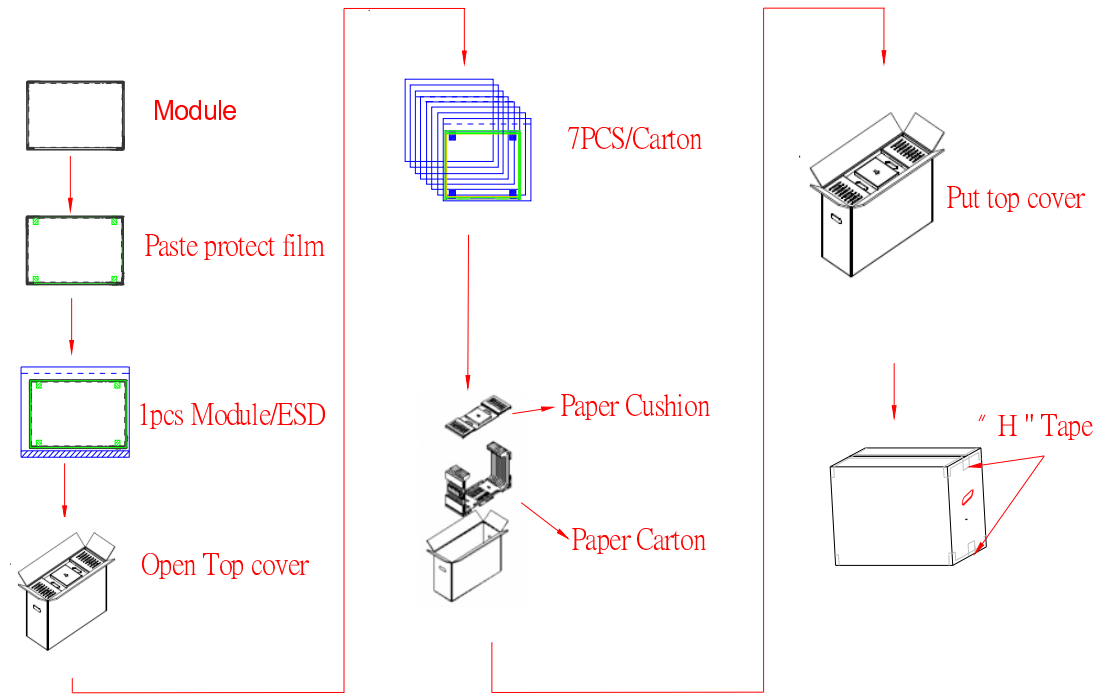 Module
Paste protect film
1pcs Module/ESD
Open Top cover
7PCS/Carton
Paper Cushion
Paper Carton
Put top cover
" H " Tape